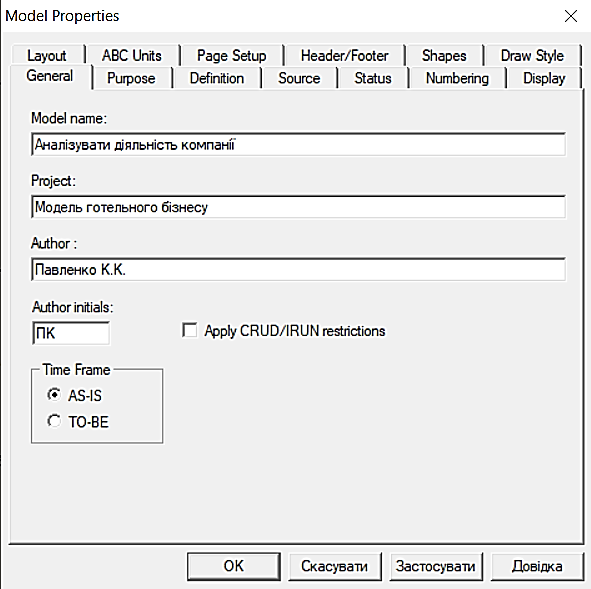 Model Properties
Layout ABC Units Page Setup Header/Footer Shapes Draw Style
General Purpose Definition Source Status Numbering Display
Model name:
Аналізувати діяльність компанії
Project:
Модель готельного бізнесу
Author :
Павленко К.К.
Author initials:
ПК
Apply CRUD/IRUN restrictions
Time Frame
AS-IS
TO-BE
OK Скасувати Застосувати Довідка